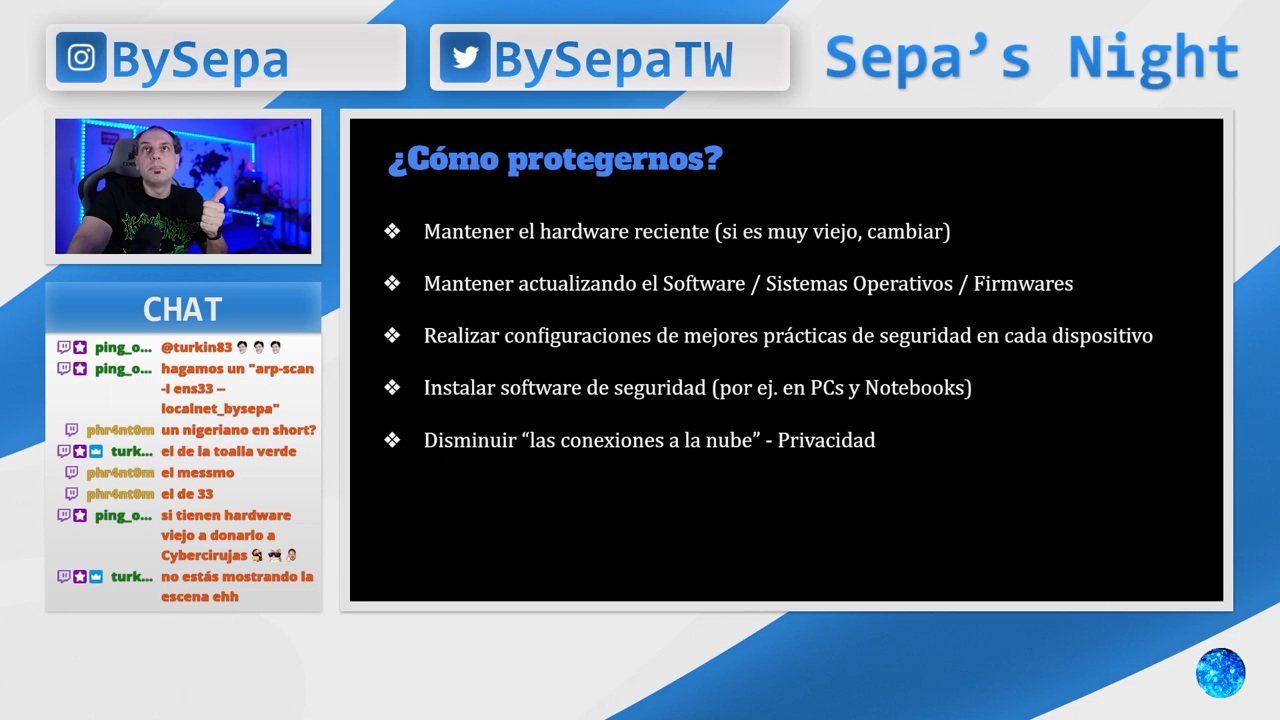 BySepa
BySepaTW
Sepa’s Night
¿Cómo protegernos?
❖ Mantener el hardware reciente (si es muy viejo, cambiar)
❖ Mantener actualizando el Software / Sistemas Operativos / Firmwares
❖ Realizar configuraciones de mejores prácticas de seguridad en cada dispositivo
❖ Instalar software de seguridad (por ej. en PCs y Notebooks)
❖ Disminuir “las conexiones a la nube” - Privacidad
CHAT
ping_o... @turkin83
ping_o... hagamos un "arp-scan
-I ens33 --
localnet_bysepa"
phr4nt0m un nigeriano en short?
turk... el de la toalla verde
phr4nt0m el messmo
phr4nt0m el de 33
ping_o... si tienen hardware
viejo a donarlo a
Cybercirujas
turk... no estás mostrando la
escena ehh